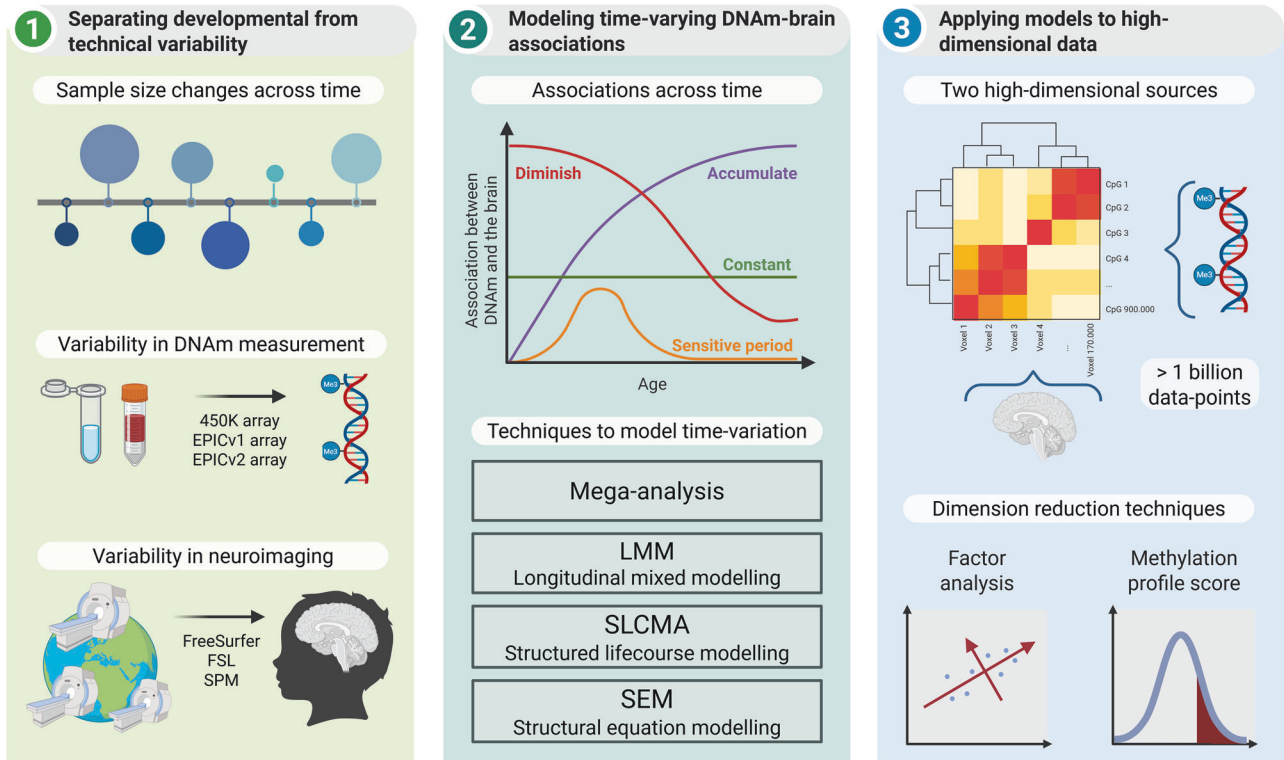 1
Separating developmental from
technical variability
Sample size changes across time
Variability in DNAm measurement
450K array
EPICv1 array
EPICv2 array
Me3
Me3
Variability in neuroimaging
FreeSurfer
FSL
SPM
2
Modeling time-varying DNAm-brain
associations
Associations across time
Association between
DNAm and the brain
Diminish
Accumulate
Constant
Sensitive period
Age
Techniques to model time-variation
Mega-analysis
LMM
Longitudinal mixed modelling
SLCMA
Structured lifecourse modelling
SEM
Structural equation modelling
3
Applying models to high-
dimensional data
Two high-dimensional sources
CpG 1
CpG 2
CpG 3
CpG 4
...
CpG 900.000
Me3
Me3
Voxel 1
Voxel 2
Voxel 3
Voxel 4
...
Voxel 170.000
> 1 billion
data-points
Dimension reduction techniques
Factor
analysis
Methylation
profile score